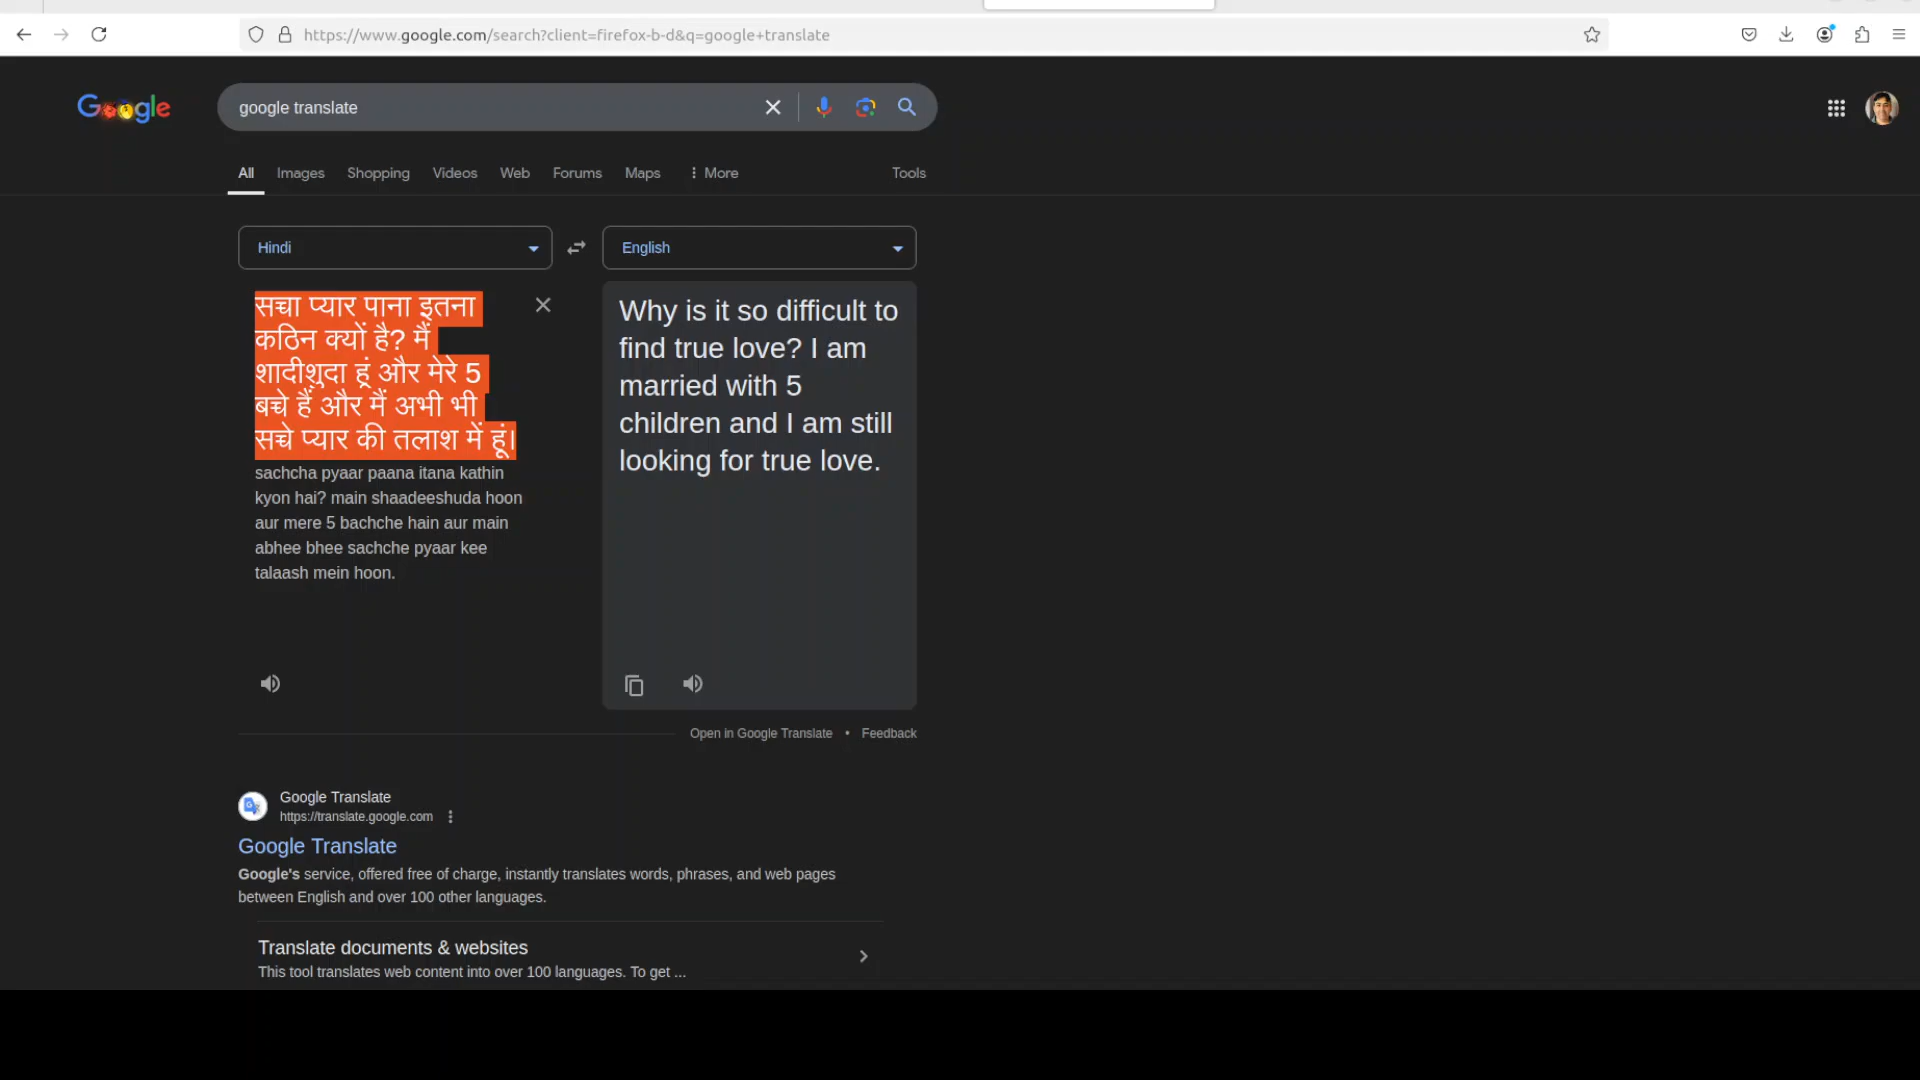 https://www.google.com/search?client=firefox-b-d&q=google+translate
Google
google translate
All Images Shopping Videos Web Forums Maps More Tools
Hindi English
सच्चा प्यार पाना इतना
कठिन क्यों है? मैं
शादीशुदा हूं और मेरे 5
बच्चे हैं और मैं अभी भी
सच्चे प्यार की तलाश में हूं।
sachcha pyaar paana itana kathin
kyon hai? main shaadeeshuda hoon
aur mere 5 bachche hain aur main
abhee bhee sachche pyaar kee
talaash mein hoon.
Why is it so difficult to
find true love? I am
married with 5
children and I am still
looking for true love.
Open in Google Translate • Feedback
Google Translate
https://translate.google.com
Google Translate
Google's service, offered free of charge, instantly translates words, phrases, and web pages
between English and over 100 other languages.
Translate documents & websites
This tool translates web content into over 100 languages. To get ...